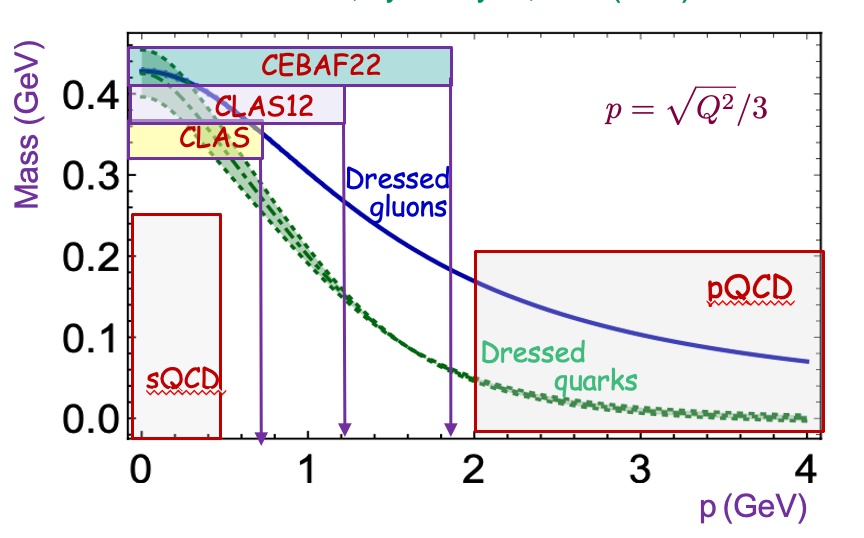 CEBAF22
CLAS12
CLAS
p = √Q²/3
Mass (GeV)
0.4
0.3
0.2
0.1
0.0
Dressed
gluons
pQCD
sQCD
Dressed
quarks
0
1
2
3
4
p (GeV)